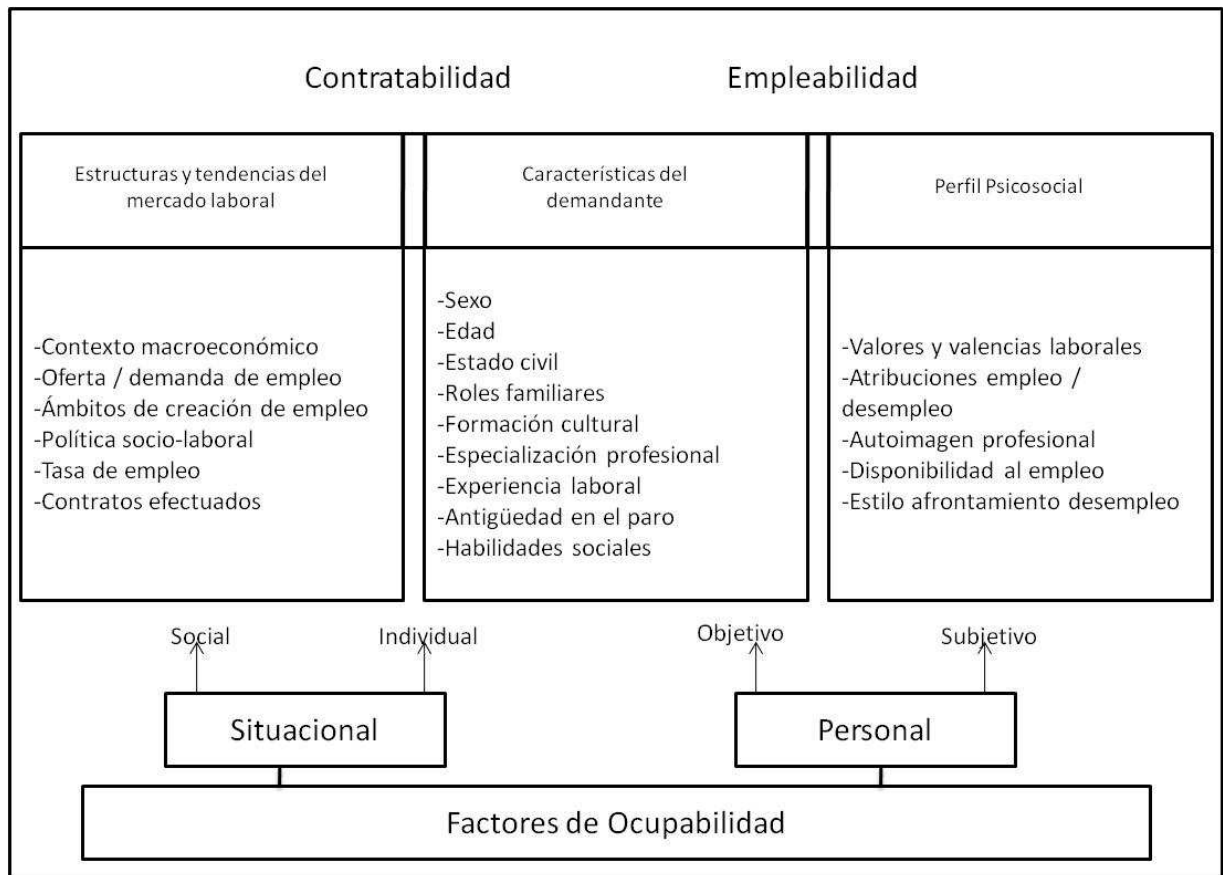 Contratabilidad
Empleabilidad
Estructuras y tendencias del
mercado laboral
Características del
demandante
Perfil Psicosocial
-Contexto macroeconómico
-Oferta / demanda de empleo
-Ámbitos de creación de empleo
-Política socio-laboral
-Tasa de empleo
-Contratos efectuados
-Sexo
-Edad
-Estado civil
-Roles familiares
-Formación cultural
-Especialización profesional
-Experiencia laboral
-Antigüedad en el paro
-Habilidades sociales
-Valores y valencias laborales
-Atribuciones empleo /
desempleo
-Autoimagen profesional
-Disponibilidad al empleo
-Estilo afrontamiento desempleo
Social
Individual
Objetivo
Subjetivo
Situacional
Personal
Factores de Ocupabilidad